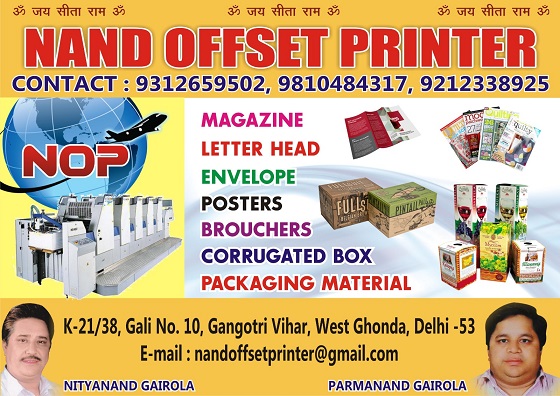 ॐ जय सीता राम ॐ ॐ जय सीता राम ॐ ॐ जय सीता राम ॐ
NAND OFFSET PRINTER
CONTACT : 9312659502, 9810484317, 9212338925
NOP
MAGAZINE
LETTER HEAD
ENVELOPE
POSTERS
BROUCHERS
CORRUGATED BOX
PACKAGING MATERIAL
FULLS
PINTAIL
K-21/38, Gali No. 10, Gangotri Vihar, West Ghonda, Delhi -53
E-mail : nandoffsetprinter@gmail.com
NITYANAND GAIROLA
PARMANAND GAIROLA